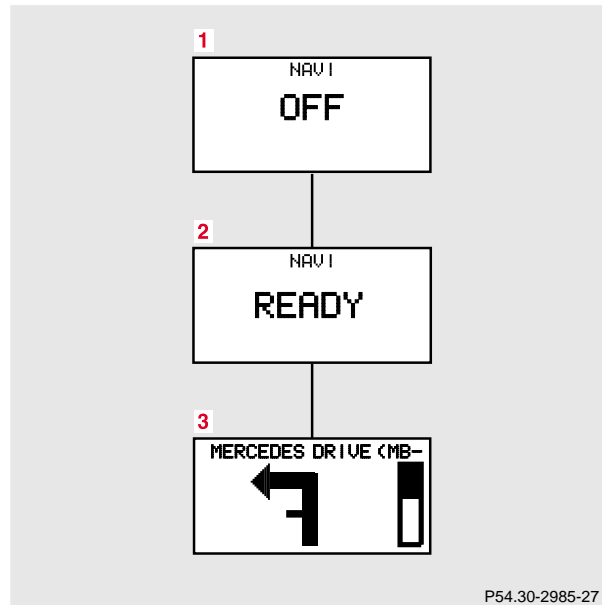 1
NAVI
OFF
2
NAVI
READY
3
MERCEDES DRIVE (MB-
P54.30-2985-27